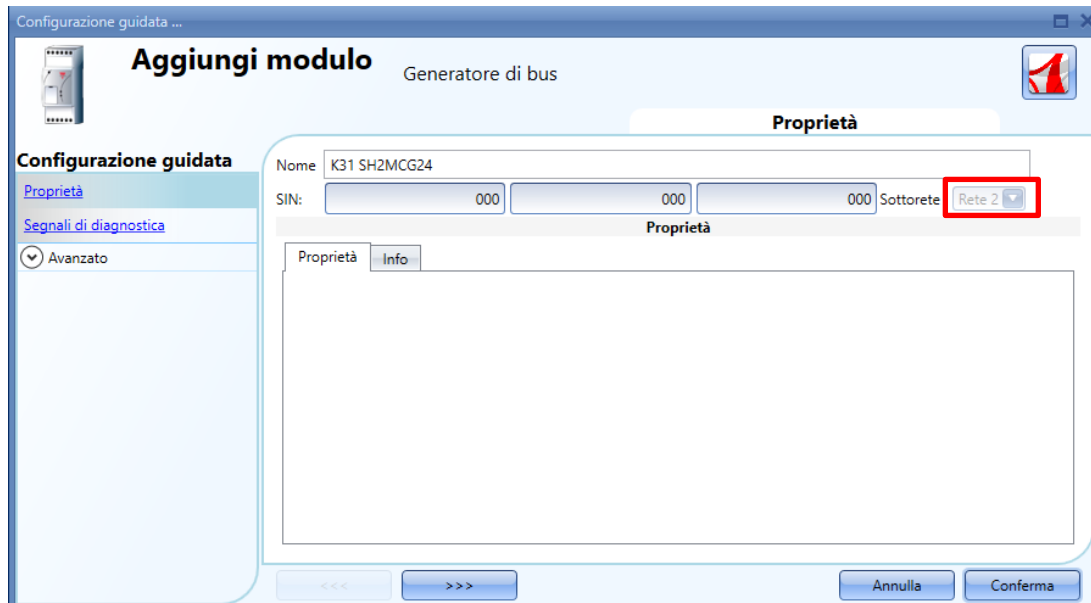 Configurazione guidata ...
Aggiungi modulo
Generatore di bus
Proprietà
Configurazione guidata
Proprietà
Segnali di diagnostica
Avanzato
Nome K31 SH2MCG24
SIN: 000 000 000 Sottorete Rete 2
Proprietà
Proprietà Info
<<< >>> Annulla Conferma